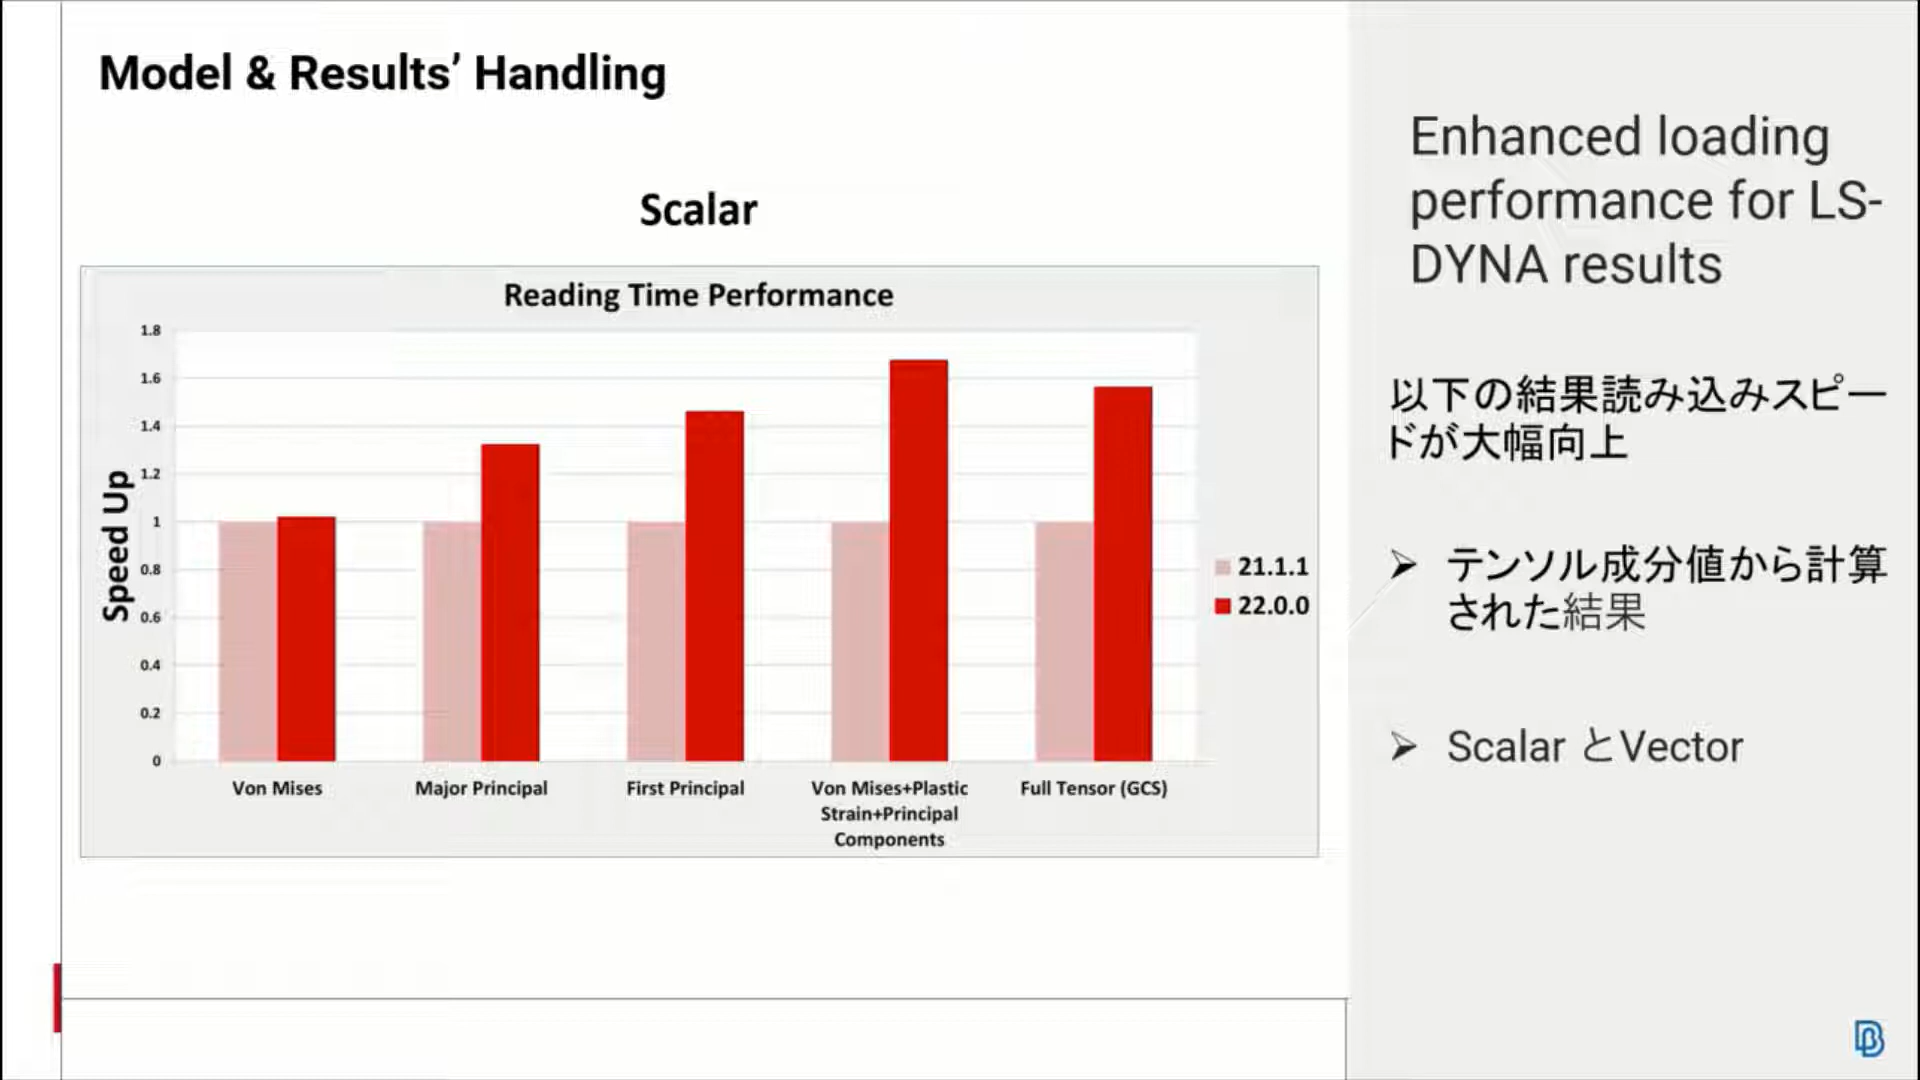 Model & Results’ Handling
Scalar
Reading Time Performance
Speed Up
1.8
1.6
1.4
1.2
1
0.8
0.6
0.4
0.2
0
Von Mises
Major Principal
First Principal
Von Mises+Plastic
Strain+Principal
Components
Full Tensor (GCS)
21.1.1
22.0.0
Enhanced loading
performance for LS-
DYNA results
以下の結果読み込みスピー
ドが大幅向上
➢ テンソル成分値から計算
された結果
➢ Scalar とVector